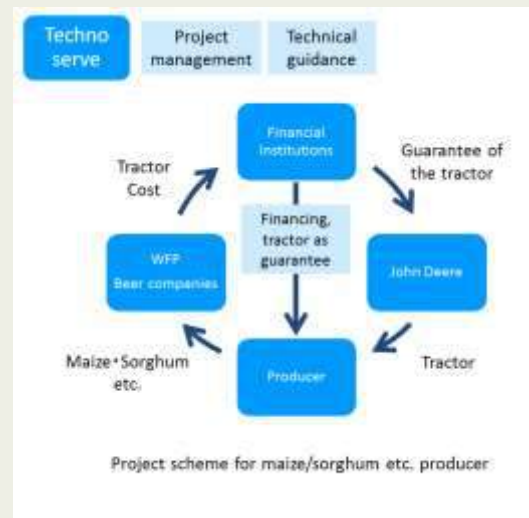 Techno
serve
Project
management
Technical
guidance
Financial
Institutions
Guarantee of
the tractor
Tractor
Cost
Financing,
tractor as
guarantee
WFP
Beer companies
John Deere
Maize・Sorghum
etc.
Producer
Tractor
Project scheme for maize/sorghum etc. producer